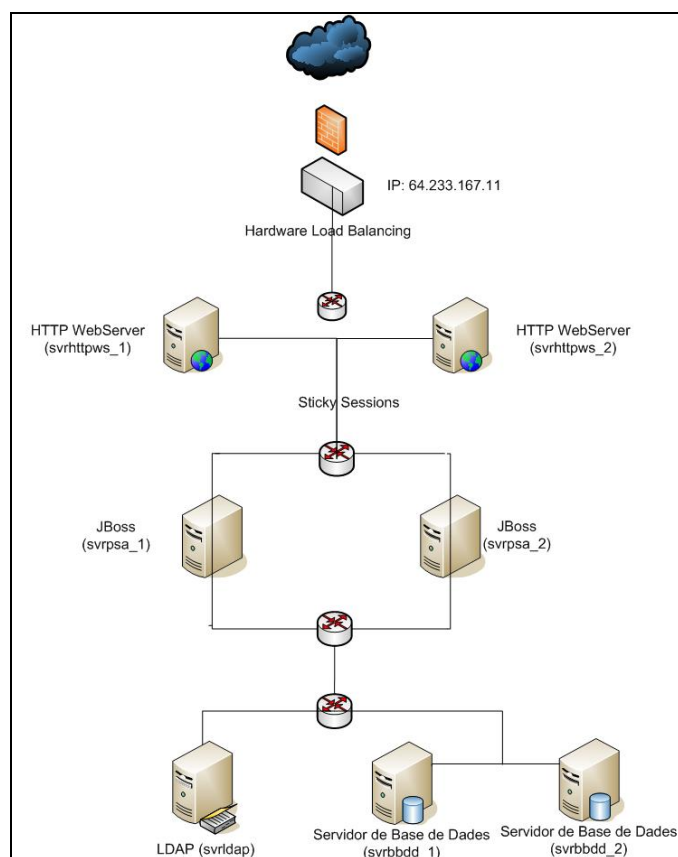 IP: 64.233.167.11
Hardware Load Balancing
HTTP WebServer
(svrhttpws_1)
HTTP WebServer
(svrhttpws_2)
Sticky Sessions
JBoss
(svrpsa_1)
JBoss
(svrpsa_2)
LDAP (svrldap)
Servidor de Base de Dades
(svrbbdd_1)
Servidor de Base de Dades
(svrbbdd_2)